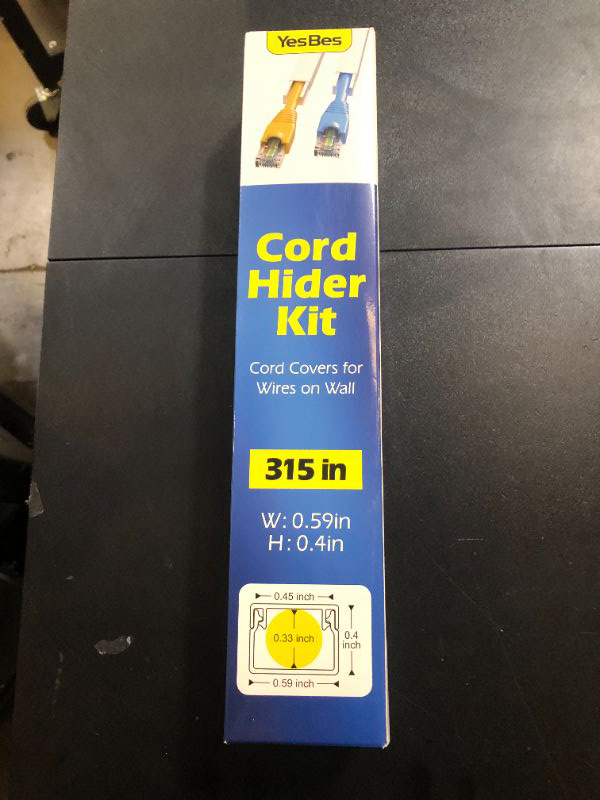 YesBes
Cord
Hider
Kit
Cord Covers for
Wires on Wall
315 in
W: 0.59in
H: 0.4in
0.45 inch
0.33 inch
0.4
inch
0.59 inch